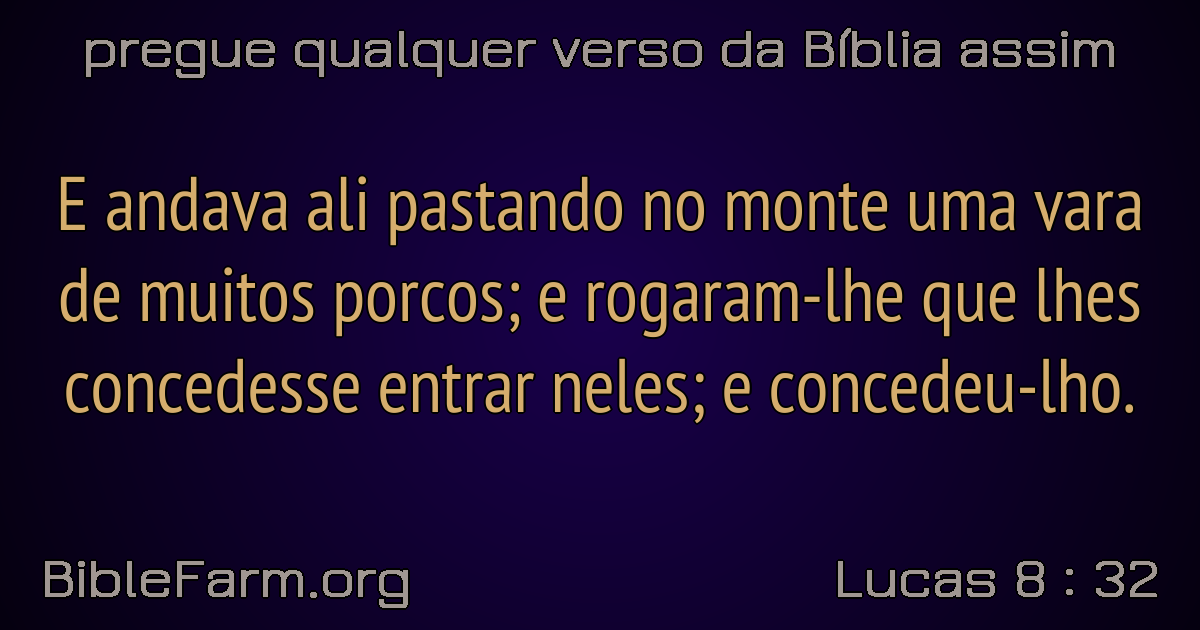 pregue qualquer verso da Bíblia assim
E andava ali pastando no monte uma vara
de muitos porcos; e rogaram-lhe que lhes
concedesse entrar neles; e concedeu-lho.
BibleFarm.org
Lucas 8 : 32